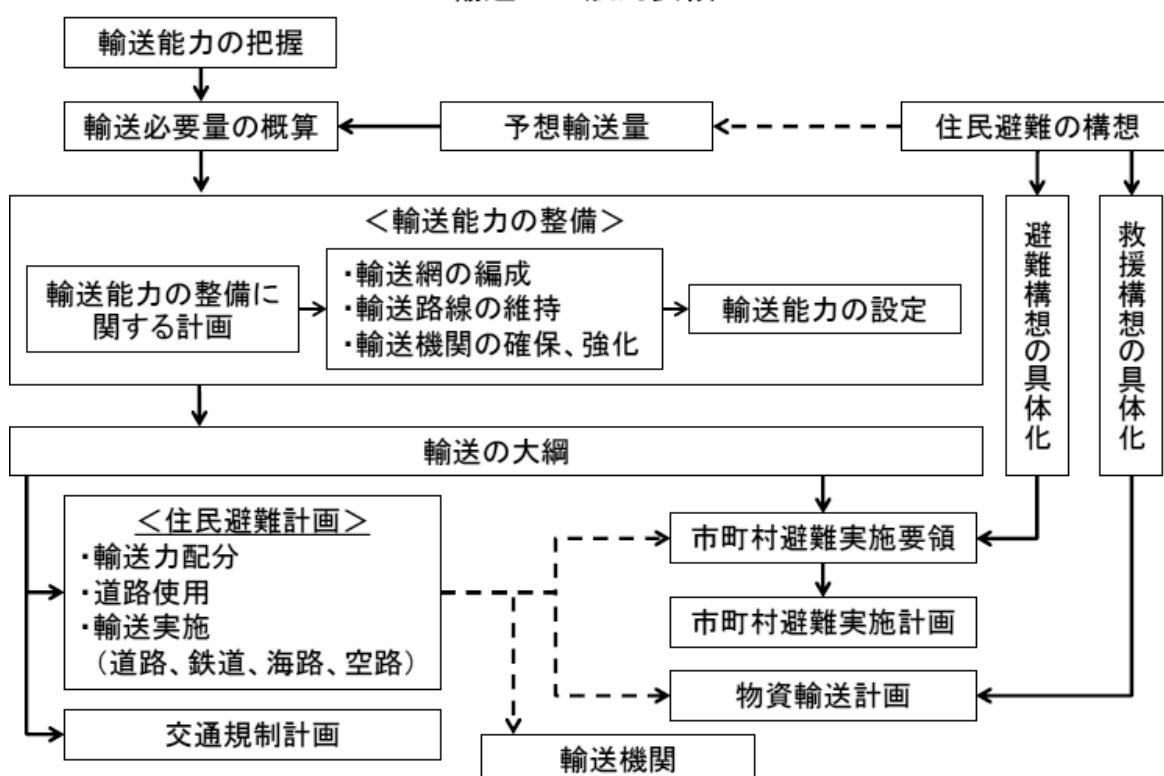 輸送能力の把握
輸送必要量の概算
予想輸送量
住民避難の構想
<輸送能力の整備>
輸送能力の整備に
関する計画
・輸送網の編成
・輸送路線の維持
・輸送機関の確保、強化
輸送能力の設定
避難構想の具体化
救援構想の具体化
輸送の大綱
<住民避難計画>
・輸送力配分
・道路使用
・輸送実施
(道路、鉄道、海路、空路)
市町村避難実施要領
市町村避難実施計画
物資輸送計画
交通規制計画
輸送機関